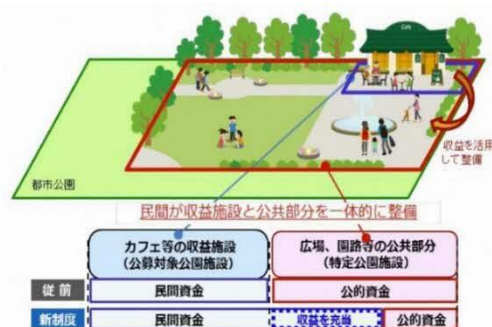 Cafe
収益を活用
して整備
都市公園
民間が収益施設と公共部分を一体的に整備
カフェ等の収益施設
(公募対象公園施設)
広場、園路等の公共部分
(特定公園施設)
従前
民間資金
公的資金
新制度
民間資金
収益を充当
公的資金